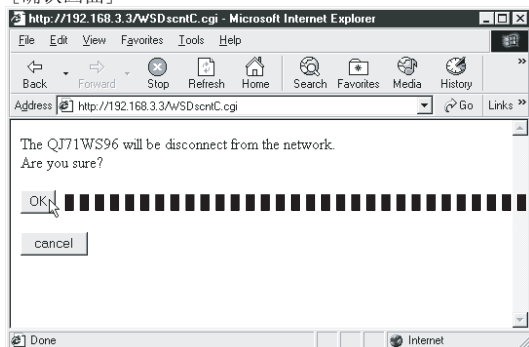 http://192.168.3.3/WSDscntC.cgi - Microsoft Internet Explorer
File Edit View Favorites Tools Help
Back Forward Stop Refresh Home Search Favorites Media History »
Address http://192.168.3.3/WSDscntC.cgi Go Links »
The QJ71WS96 will be disconnect from the network.
Are you sure?
OK
cancel
Done Internet